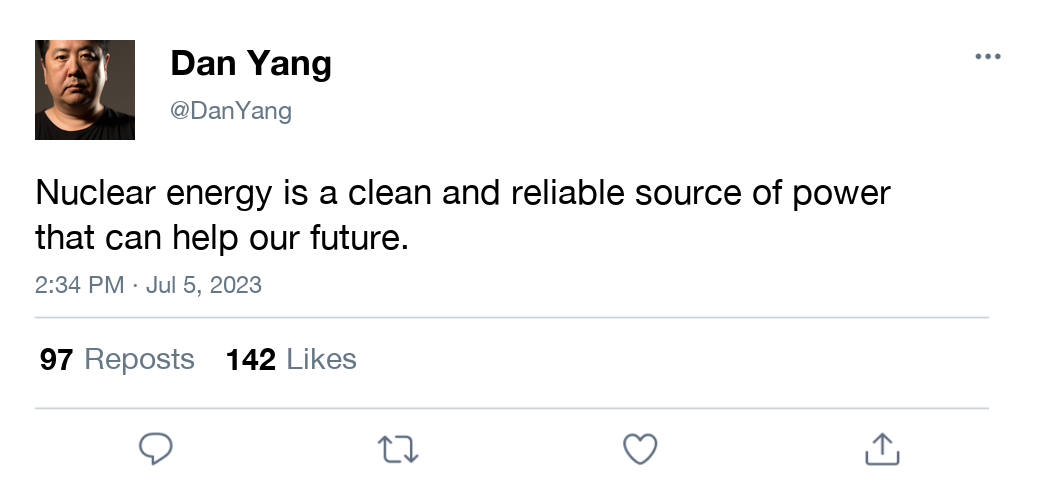 Dan Yang
@DanYang
Nuclear energy is a clean and reliable source of power
that can help our future.
2:34 PM · Jul 5, 2023
97 Reposts 142 Likes